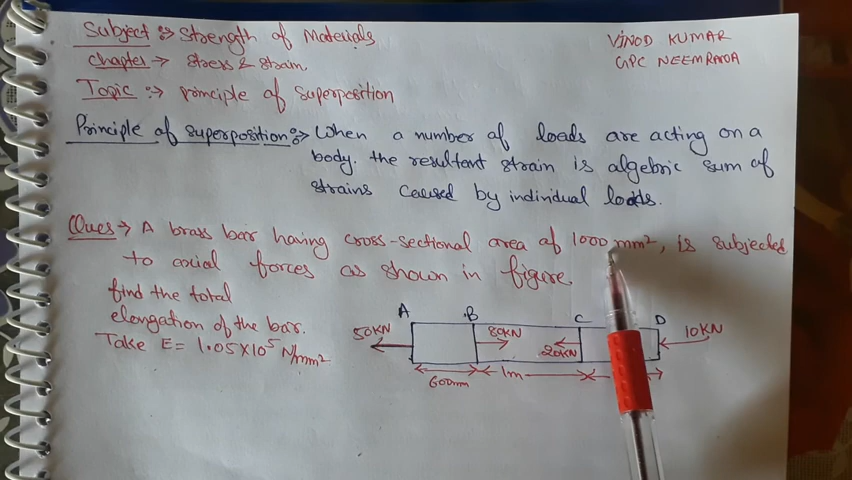 Subject :→ Strength of Materials
VINOD KUMAR
Chapter → Stress & Strain,
GPC NEEMRANA
Topic :→ principle of superposition
Principle of superposition :→ When a number of loads are acting on a
body. the resultant strain is algebric sum of
strains caused by individual loads.
Ques → A brass bar having cross-sectional area of 1000 mm², is subjected
to axial forces as shown in figure.
find the total
elongation of the bar.
Take E = 1.05×10⁵ N/mm²
A B C D
50KN 80KN 20KN 10KN
600mm 1m